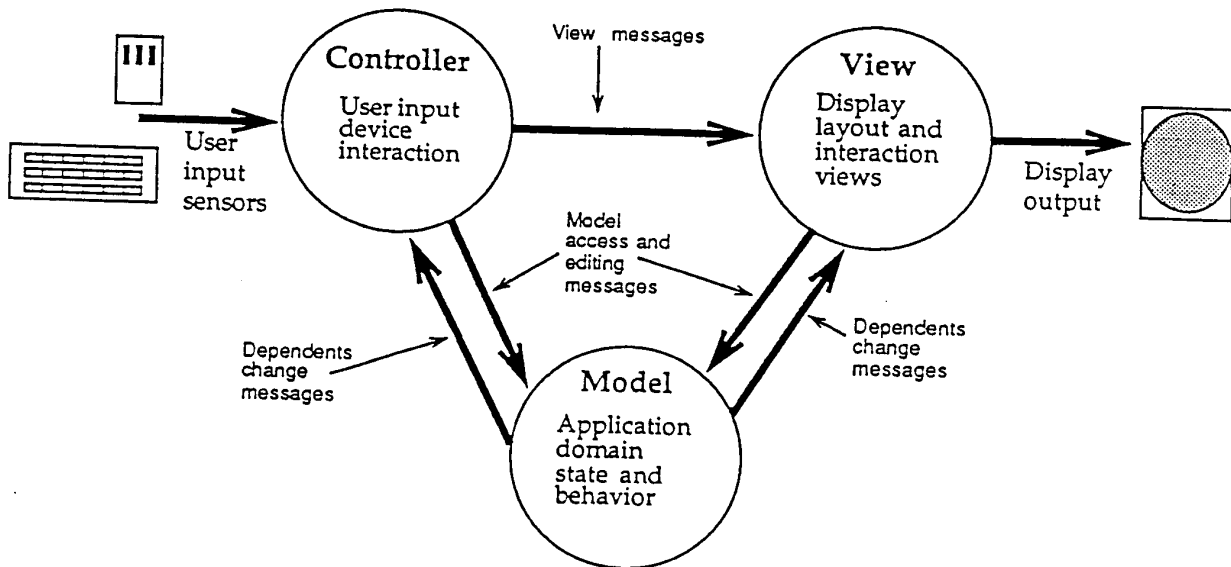 View messages
Controller
User input
device
interaction
View
Display
layout and
interaction
views
User
input
sensors
Display
output
Model
access and
editing
messages
Dependents
change
messages
Dependents
change
messages
Model
Application
domain
state and
behavior